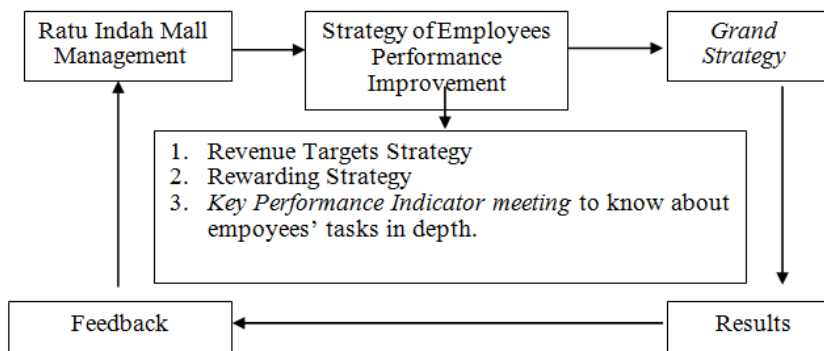 Ratu Indah Mall
Management
Strategy of Employees
Performance
Improvement
Grand
Strategy
1. Revenue Targets Strategy
2. Rewarding Strategy
3. Key Performance Indicator meeting to know about
empoyees’ tasks in depth.
Feedback
Results